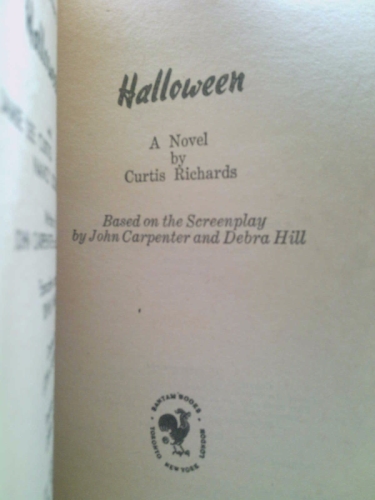 Halloween
A Novel
by
Curtis Richards
Based on the Screenplay
by John Carpenter and Debra Hill
BANTAM BOOKS
TORONTO · NEW YORK · LONDON